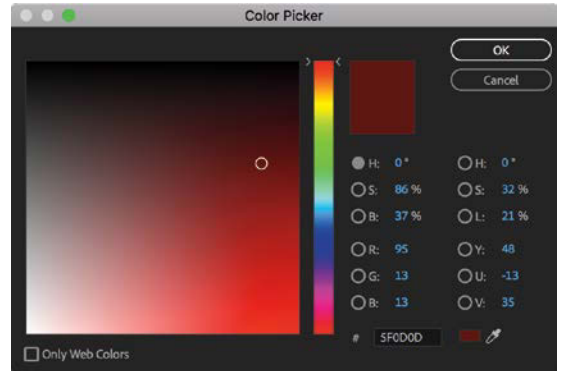 Color Picker
OK
Cancel
H: 0 °
H: 0 °
S: 86 %
S: 32 %
B: 37 %
L: 21 %
R: 95
Y: 48
G: 13
U: -13
B: 13
V: 35
# 5F0D0D
Only Web Colors